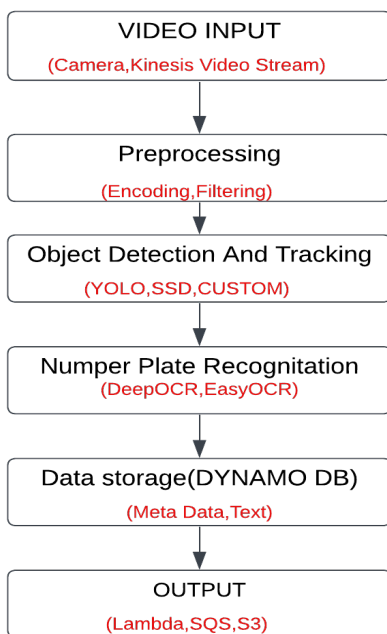 VIDEO INPUT
(Camera,Kinesis Video Stream)
Preprocessing
(Encoding,Filtering)
Object Detection And Tracking
(YOLO,SSD,CUSTOM)
Numper Plate Recognitation
(DeepOCR,EasyOCR)
Data storage(DYNAMO DB)
(Meta Data,Text)
OUTPUT
(Lambda,SQS,S3)